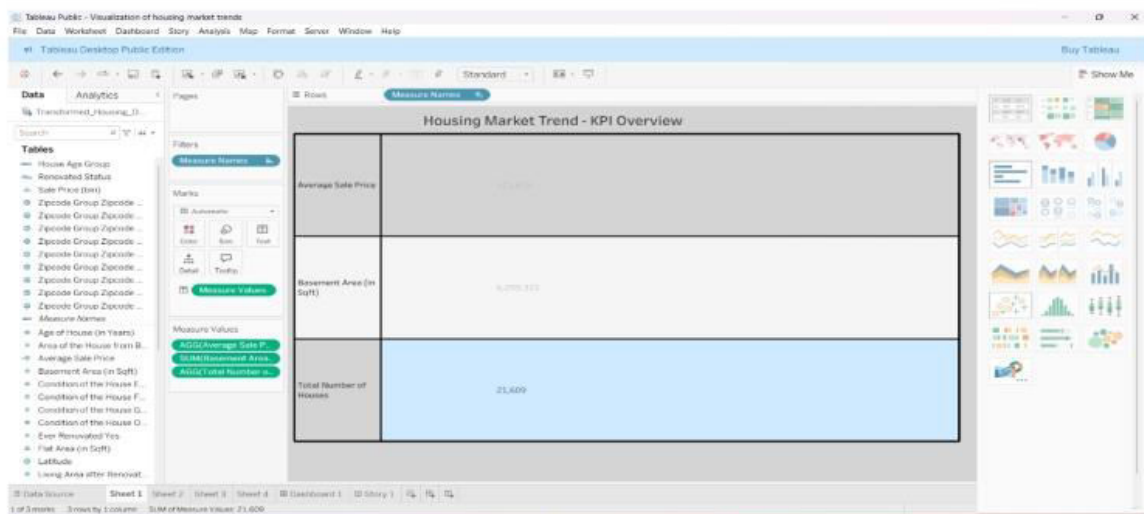 Tableau Public - Visualization of housing market trends
File Data Worksheet Dashboard Story Analysis Map Format Server Window Help
Tableau Desktop Public Edition
Buy Tableau
Standard
Show Me
Data Analytics
Pages
Rows
Measure Names
Transformed_Housing_D...
Search
Tables
House Age Group
Renovated Status
Sale Price (bin)
Zipcode Group Zipcode ...
Zipcode Group Zipcode ...
Zipcode Group Zipcode ...
Zipcode Group Zipcode ...
Zipcode Group Zipcode ...
Zipcode Group Zipcode ...
Zipcode Group Zipcode ...
Zipcode Group Zipcode ...
Zipcode Group Zipcode ...
Measure Names
Age of House (in Years)
Area of the House from B...
Average Sale Price
Basement Area (in Sqft)
Condition of the House E...
Condition of the House F...
Condition of the House G...
Condition of the House O...
Ever Renovated Yes
Flat Area (in Sqft)
Latitude
Living Area after Renovat...
Filters
Measure Names
Marks
Automatic
Color Size Text
Detail Tooltip
Measure Values
Measure Values
AGG(Average Sale P...
SUM(Basement Area...
AGG(Total Number o...
Housing Market Trend - KPI Overview
Average Sale Price
Basement Area (in
Sqft)
Total Number of
Houses
21,609
Data Source Sheet 1 Sheet 2 Sheet 3 Sheet 4 Dashboard 1 Story 1
1 of 3 marks 3 rows by 1 column SUM of Measure Values: 21,609